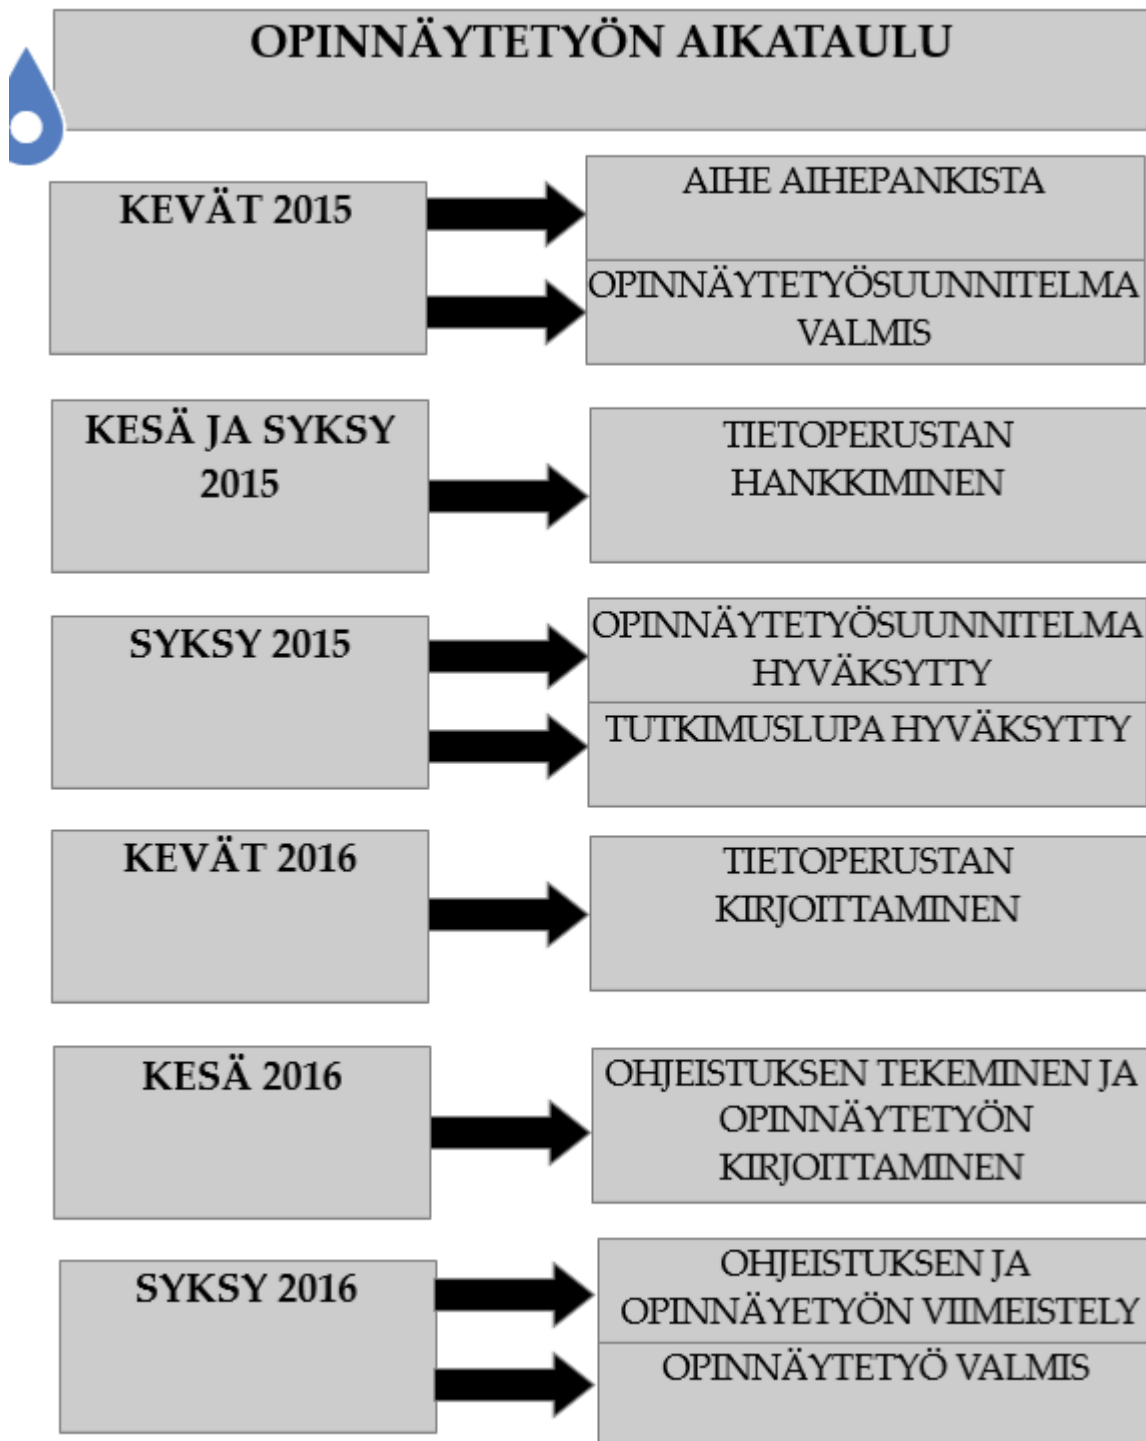 OPINNÄYTETYÖN AIKATAULU
KEVÄT 2015
AIHE AIHEPANKISTA
OPINNÄYTETYÖSUUNNITELMA
VALMIS
KESÄ JA SYKSY
2015
TIETOPERUSTAN
HANKKIMINEN
SYKSY 2015
OPINNÄYTETYÖSUUNNITELMA
HYVÄKSYTTY
TUTKIMUSLUPA HYVÄKSYTTY
KEVÄT 2016
TIETOPERUSTAN
KIRJOITTAMINEN
KESÄ 2016
OHJEISTUKSEN TEKEMINEN JA
OPINNÄYTETYÖN
KIRJOITTAMINEN
SYKSY 2016
OHJEISTUKSEN JA
OPINNÄYETYÖN VIIMEISTELY
OPINNÄYTETYÖ VALMIS